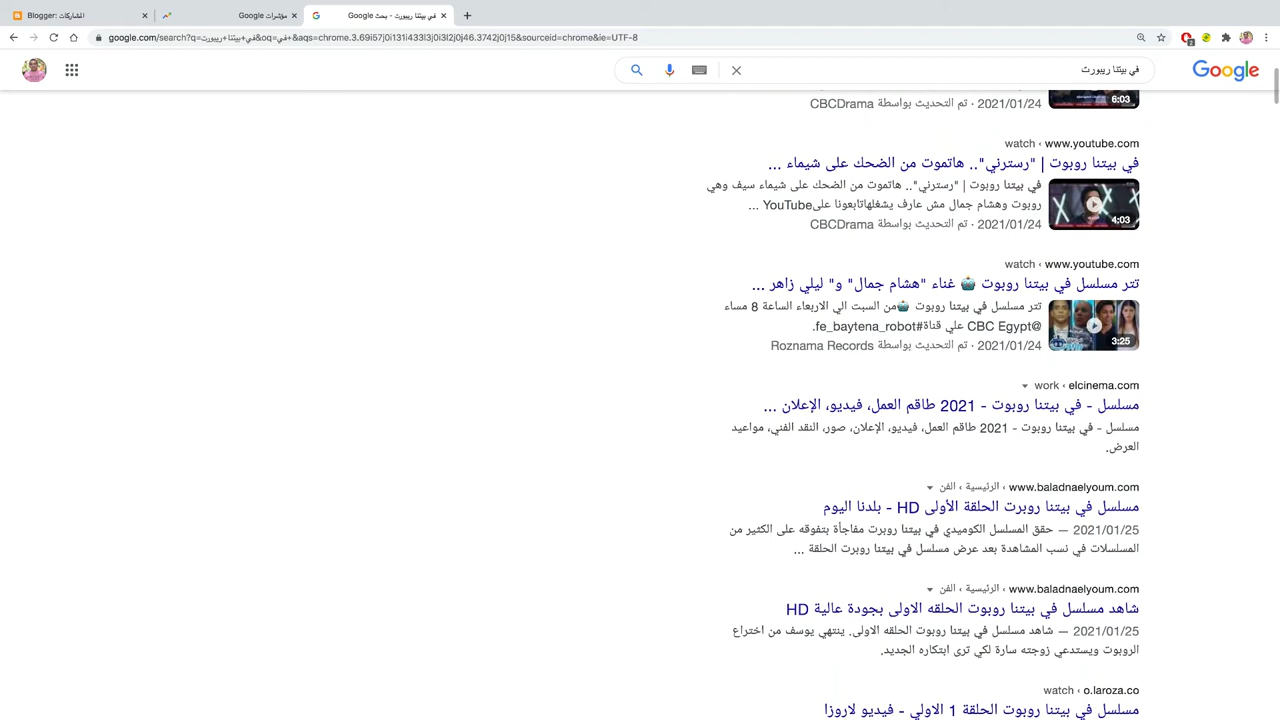 Blogger: المشاركات
مؤشرات Google
في بيتنا ريبورت - بحث Google
google.com/search?q=في+بيتنا+ريبورت&oq=في+&aqs=chrome.3.69i57j0i131i433l3j0i3l2j0j46.3742j0j15&sourceid=chrome&ie=UTF-8
2
في بيتنا ريبورت
Google
6:03
2021/01/24 · تم التحديث بواسطة CBCDrama
www.youtube.com › watch
في بيتنا روبوت | "رسترني".. هاتموت من الضحك على شيماء ...
في بيتنا روبوت | "رسترني".. هاتموت من الضحك على شيماء سيف وهي
روبوت وهشام جمال مش عارف يشغلهاتابعونا علىYouTube ...
4:03
2021/01/24 · تم التحديث بواسطة CBCDrama
www.youtube.com › watch
تتر مسلسل في بيتنا روبوت 🤖 غناء "هشام جمال" و" ليلي زاهر ...
تتر مسلسل في بيتنا روبوت 🤖من السبت الي الاربعاء الساعة 8 مساء
@CBC Egypt علي قناة#fe_baytena_robot.
3:25
2021/01/24 · تم التحديث بواسطة Roznama Records
elcinema.com › work
مسلسل - في بيتنا روبوت - 2021 طاقم العمل، فيديو، الإعلان ...
مسلسل - في بيتنا روبوت - 2021 طاقم العمل، فيديو، الإعلان، صور، النقد الفني، مواعيد
العرض.
www.baladnaelyoum.com › الرئيسية › الفن
مسلسل في بيتنا روبرت الحلقة الأولى HD - بلدنا اليوم
2021/01/25 — حقق المسلسل الكوميدي في بيتنا روبرت مفاجأة بتفوقه على الكثير من
المسلسلات في نسب المشاهدة بعد عرض مسلسل في بيتنا روبرت الحلقة ...
www.baladnaelyoum.com › الرئيسية › الفن
شاهد مسلسل في بيتنا روبوت الحلقه الاولى بجودة عالية HD
2021/01/25 — شاهد مسلسل في بيتنا روبوت الحلقه الاولى. ينتهي يوسف من اختراع
الروبوت ويستدعي زوجته سارة لكي ترى ابتكاره الجديد.
o.laroza.co › watch
مسلسل في بيتنا روبوت الحلقة 1 الاولي - فيديو لاروزا